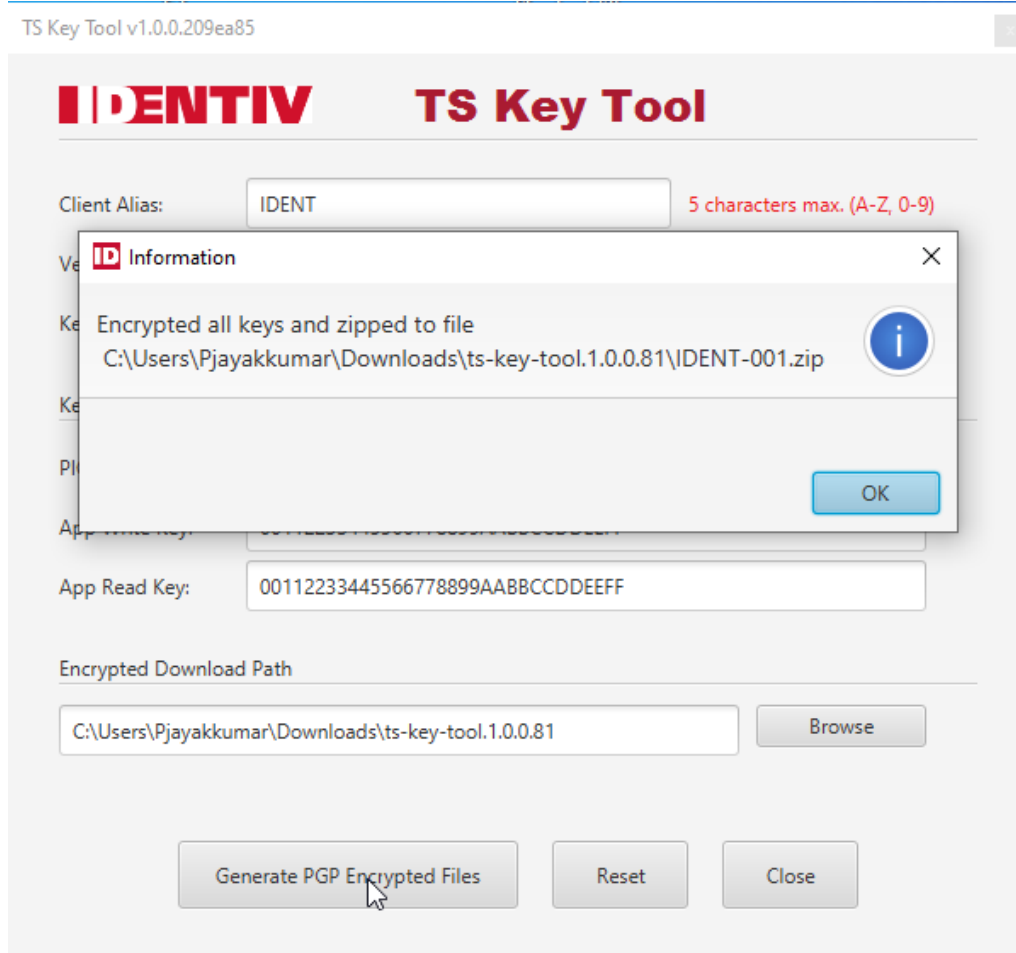 TS Key Tool v1.0.0.209ea85
IDENTIV TS Key Tool
Client Alias: IDENT 5 characters max. (A-Z, 0-9)
Information
Encrypted all keys and zipped to file
C:\Users\Pjayakkumar\Downloads\ts-key-tool.1.0.0.81\IDENT-001.zip
OK
App Read Key: 00112233445566778899AABBCCDDEEFF
Encrypted Download Path
C:\Users\Pjayakkumar\Downloads\ts-key-tool.1.0.0.81 Browse
Generate PGP Encrypted Files Reset Close